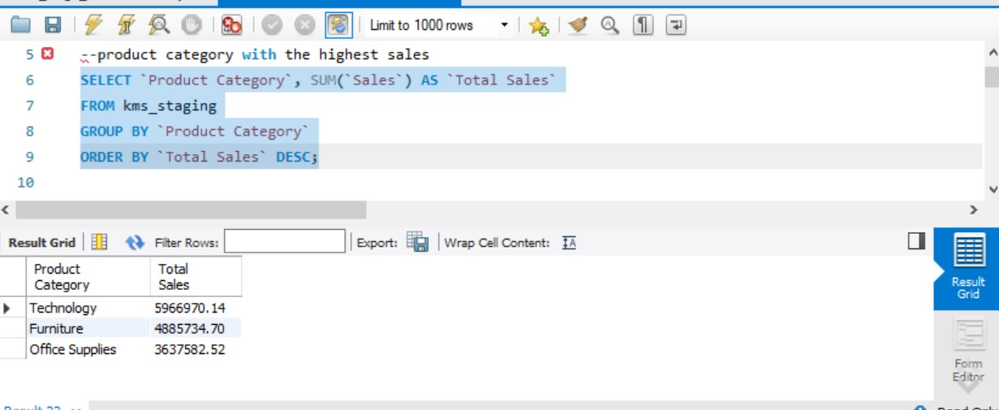 Limit to 1000 rows
5 --product category with the highest sales
6 SELECT `Product Category`, SUM(`Sales`) AS `Total Sales`
7 FROM kms_staging
8 GROUP BY `Product Category`
9 ORDER BY `Total Sales` DESC;
10
Result Grid Filter Rows: Export: Wrap Cell Content: IA
Product Category Total Sales
Technology 5966970.14
Furniture 4885734.70
Office Supplies 3637582.52
Result
Grid
Form
Editor